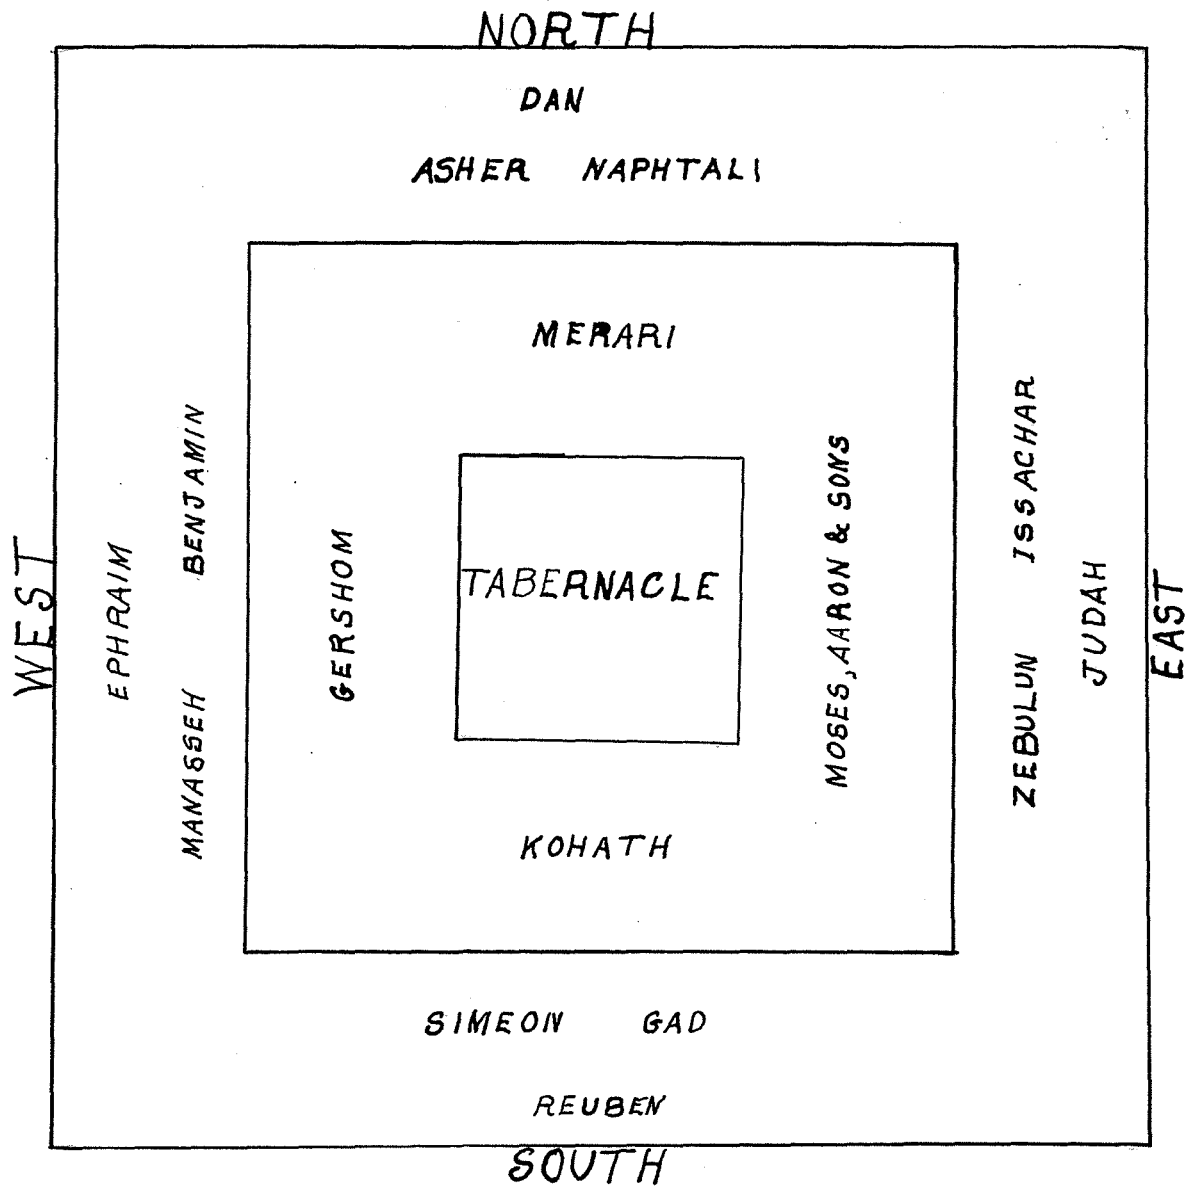 NORTH
DAN
ASHER NAPHTALI
MERARI
WEST
EPHRAIM
BENJAMIN
MANASSEH
GERSHOM
TABERNACLE
MOSES, AARON & SONS
ISSACHAR
ZEBULUN
JUDAH
EAST
KOHATH
SIMEON GAD
REUBEN
SOUTH